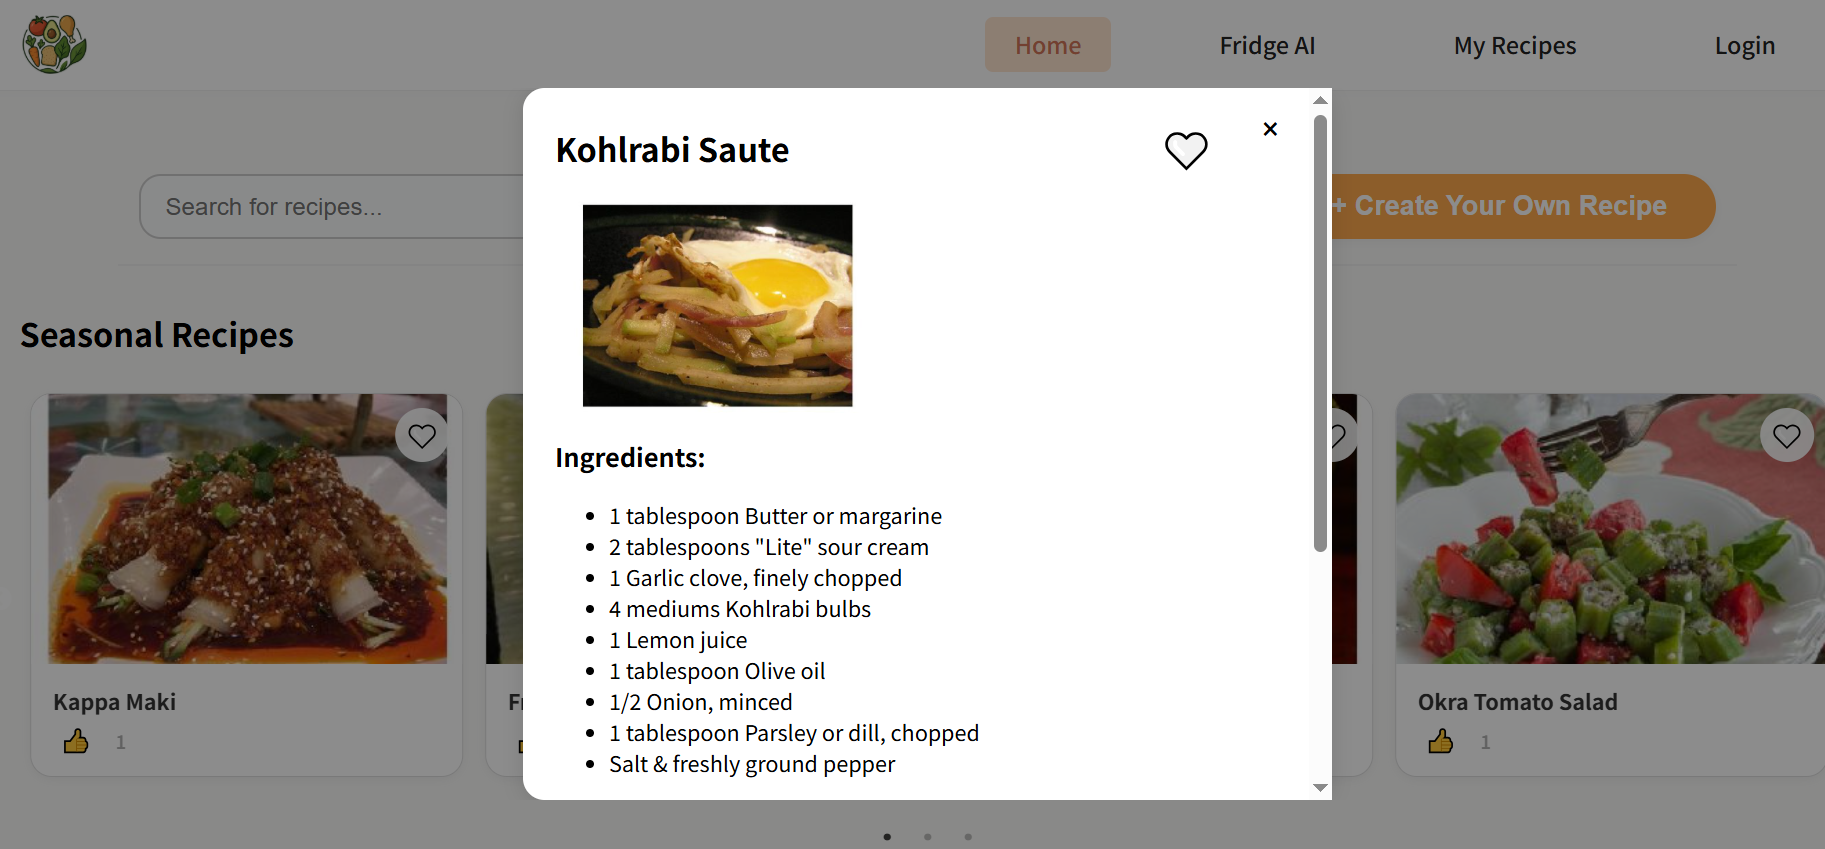 Home
Fridge AI
My Recipes
Login
Kohlrabi Saute
×
Search for recipes...
+ Create Your Own Recipe
Seasonal Recipes
Ingredients:
1 tablespoon Butter or margarine
2 tablespoons "Lite" sour cream
1 Garlic clove, finely chopped
4 mediums Kohlrabi bulbs
1 Lemon juice
1 tablespoon Olive oil
1/2 Onion, minced
1 tablespoon Parsley or dill, chopped
Salt & freshly ground pepper
Kappa Maki
1
Okra Tomato Salad
1